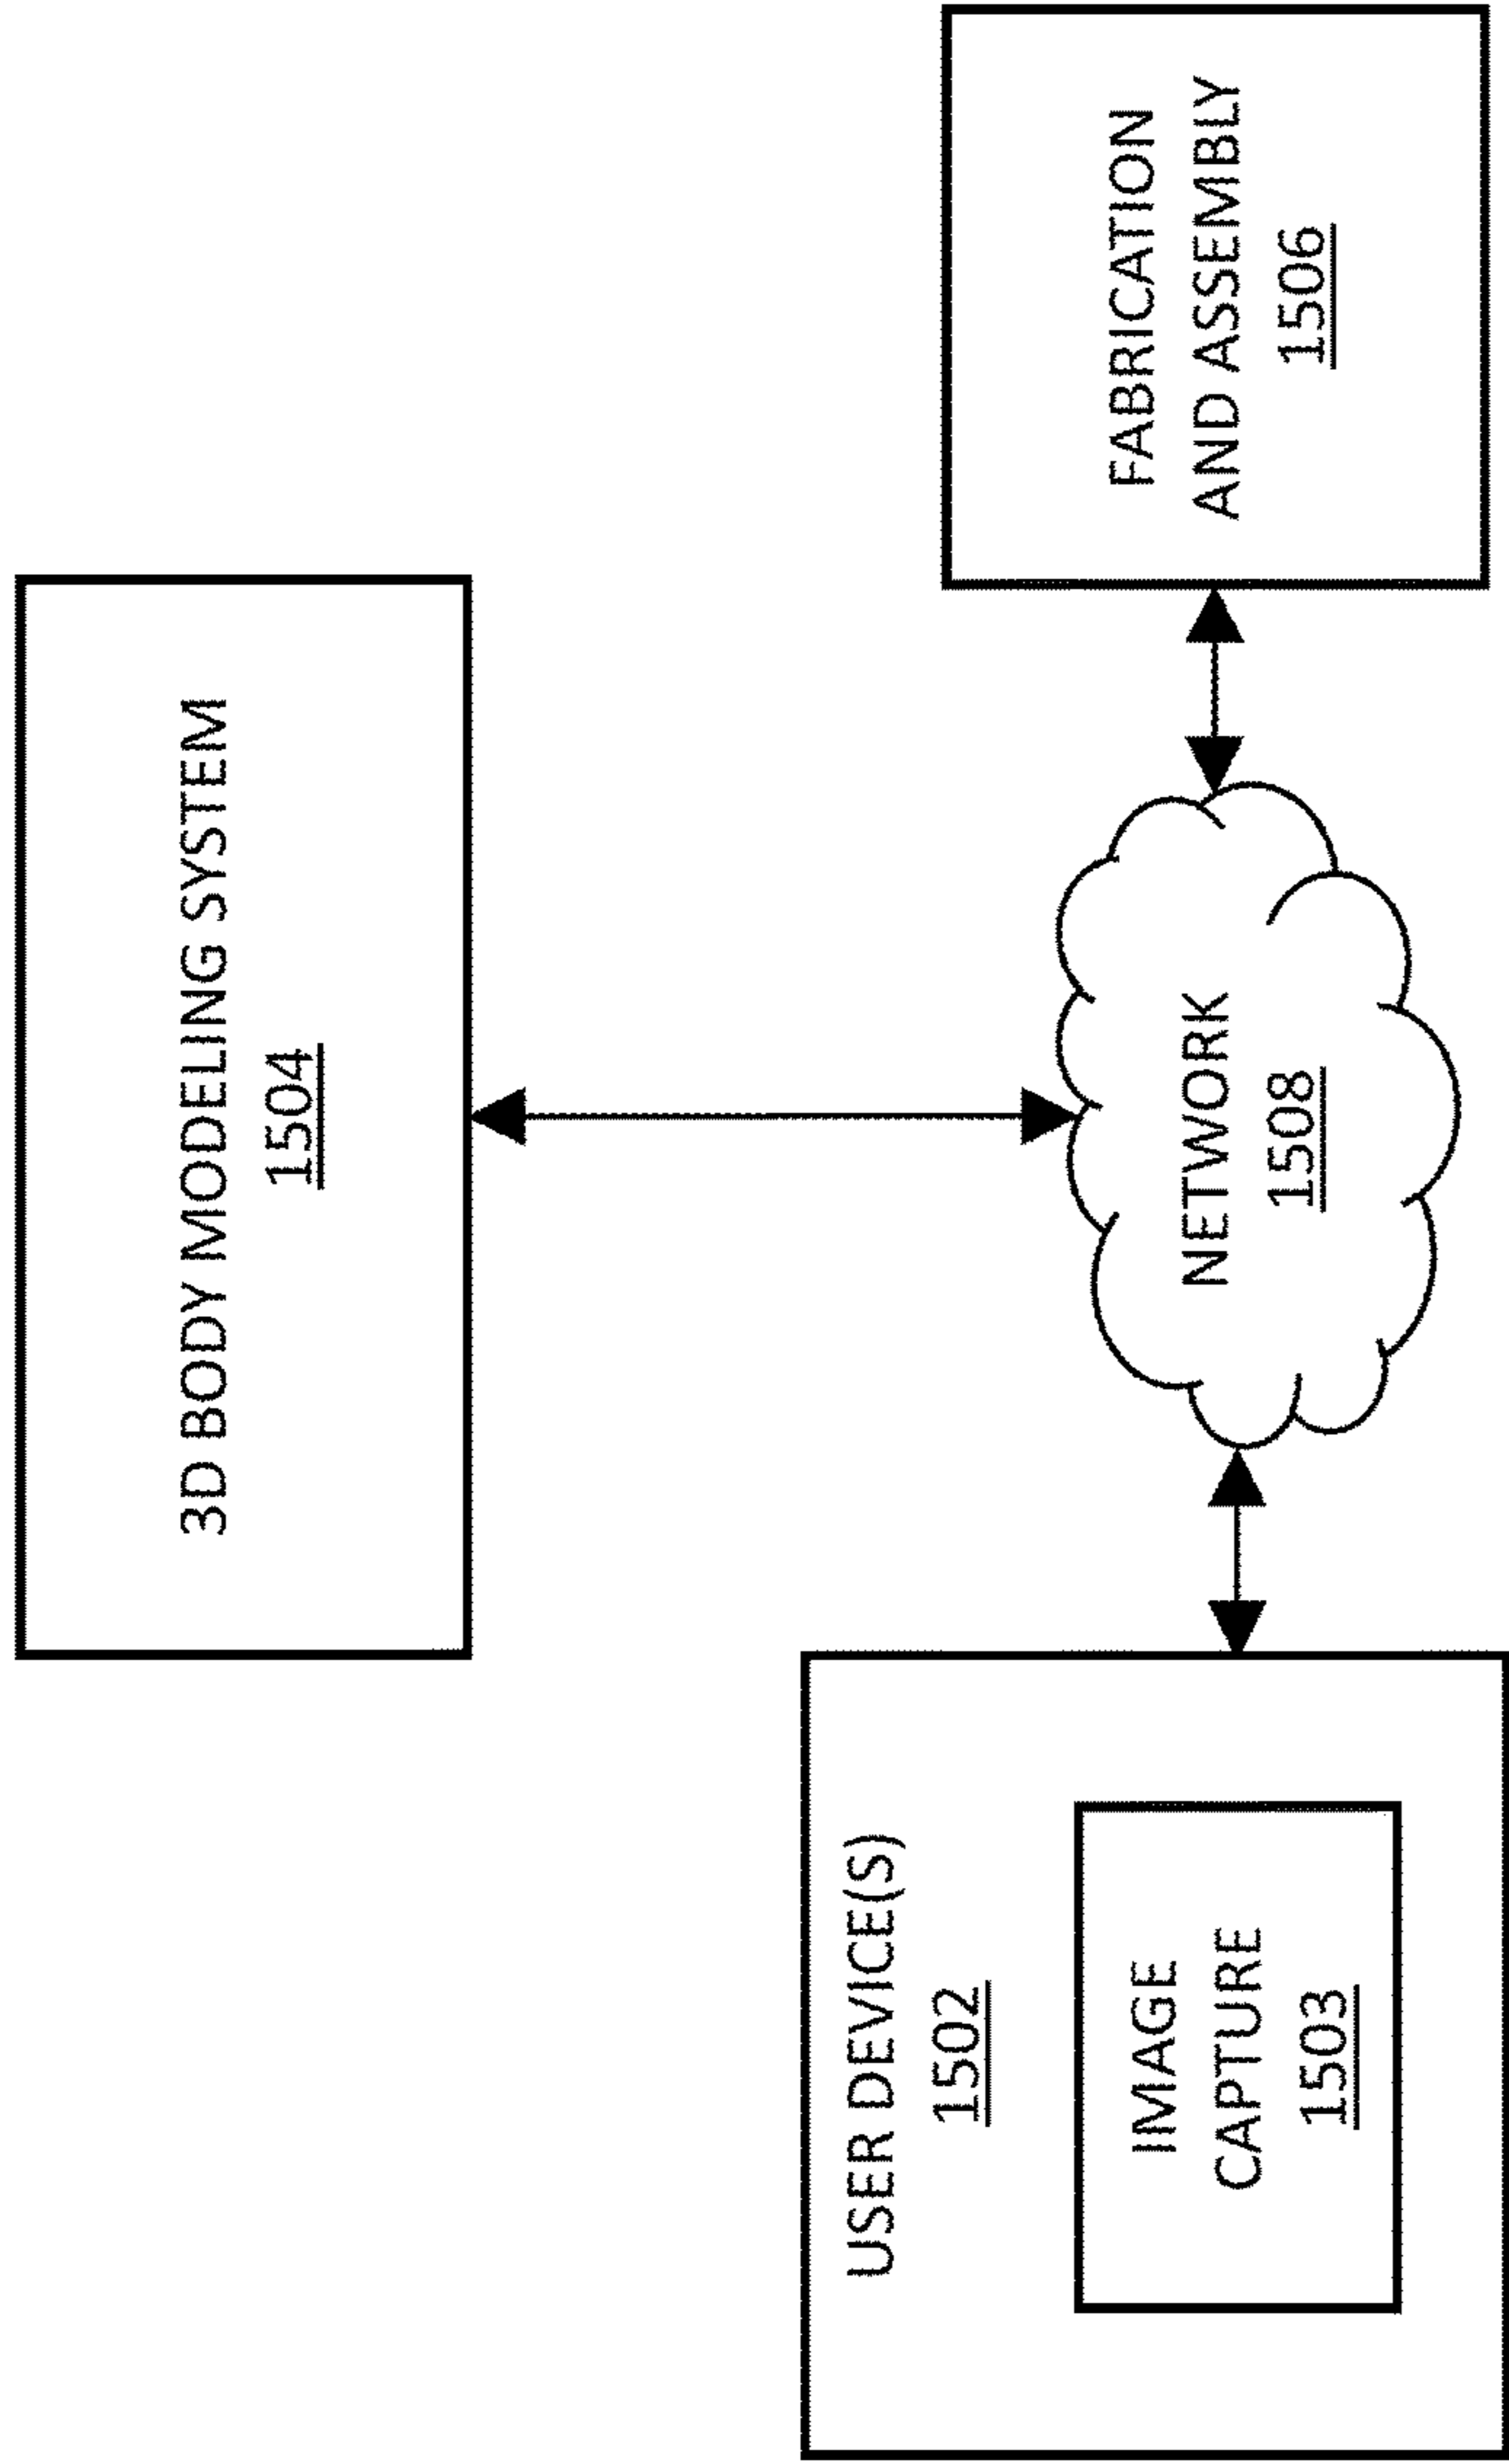 3D BODY MODELING SYSTEM
1504
USER DEVICE(S)
1502
IMAGE
CAPTURE
1503
NETWORK
1508
FABRICATION
AND ASSEMBLY
1506